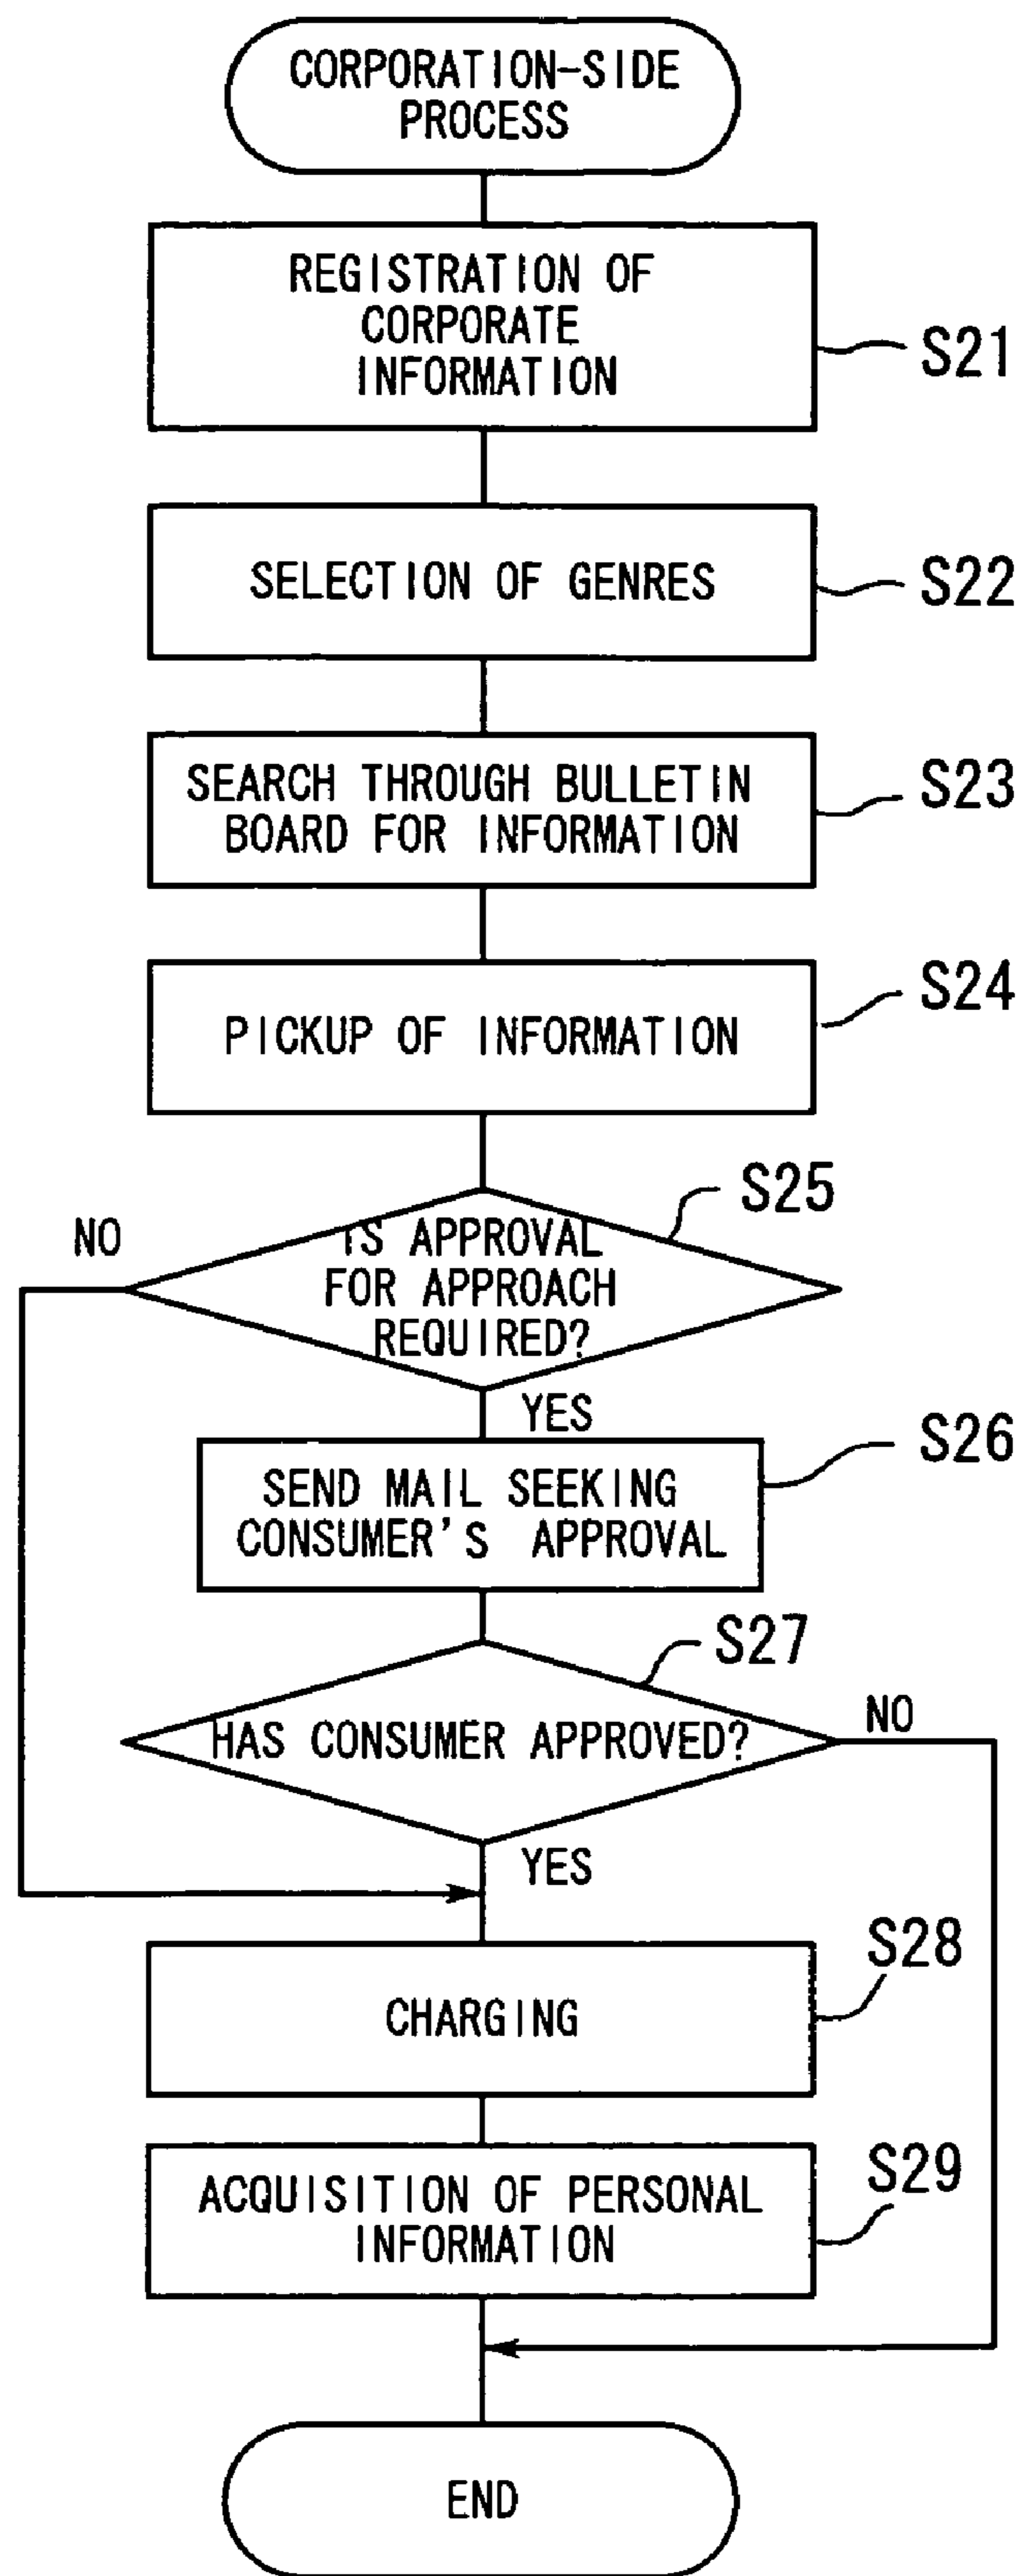 CORPORATION-SIDE
PROCESS
REGISTRATION OF
CORPORATE
INFORMATION
S21
SELECTION OF GENRES
S22
SEARCH THROUGH BULLETIN
BOARD FOR INFORMATION
S23
PICKUP OF INFORMATION
S24
S25
NO
IS APPROVAL
FOR APPROACH
REQUIRED?
YES
SEND MAIL SEEKING
CONSUMER'S APPROVAL
S26
S27
HAS CONSUMER APPROVED?
NO
YES
CHARGING
S28
ACQUISITION OF PERSONAL
INFORMATION
S29
END